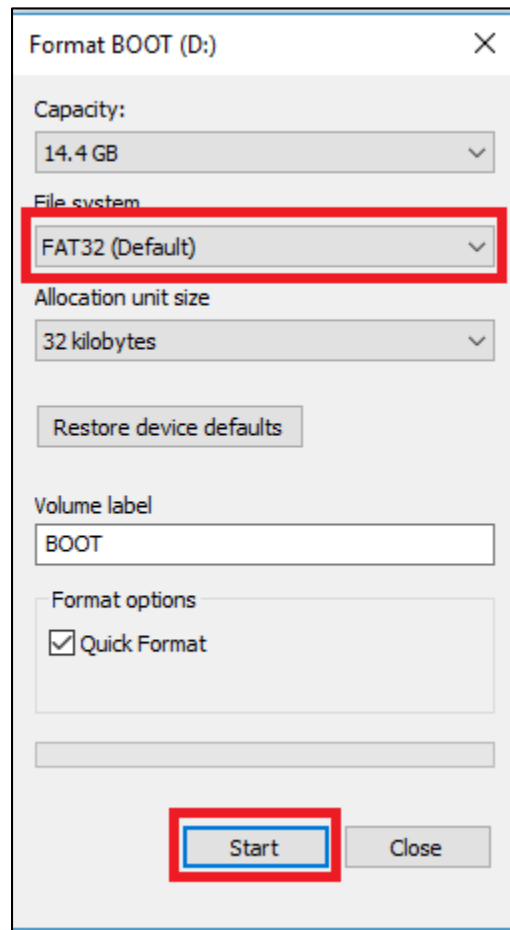 Format BOOT (D:)
Capacity:
14.4 GB
File system
FAT32 (Default)
Allocation unit size
32 kilobytes
Restore device defaults
Volume label
BOOT
Format options
Quick Format
Start Close